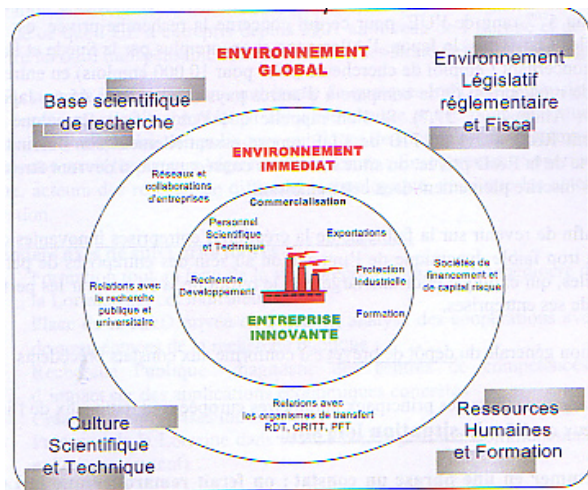 ENVIRONNEMENT
GLOBAL
Environnement
Législatif
réglementaire
et Fiscal
Base scientifique
de recherche
ENVIRONNEMENT
IMMEDIAT
Réseaux et
collaborations
d'entreprises
Commercialisation
Personnel
Scientifique
et Technique
Exportations
Recherche
Developpement
Protection
Industrielle
Sociétés de
financement et
de capital risque
Relations avec
la recherche
publique et
universitaire
Formation
ENTREPRISE
INNOVANTE
Relations avec
les organismes de transfert
RDT, CRITT, PFT
Culture
Scientifique
et Technique
Ressources
Humaines
et Formation